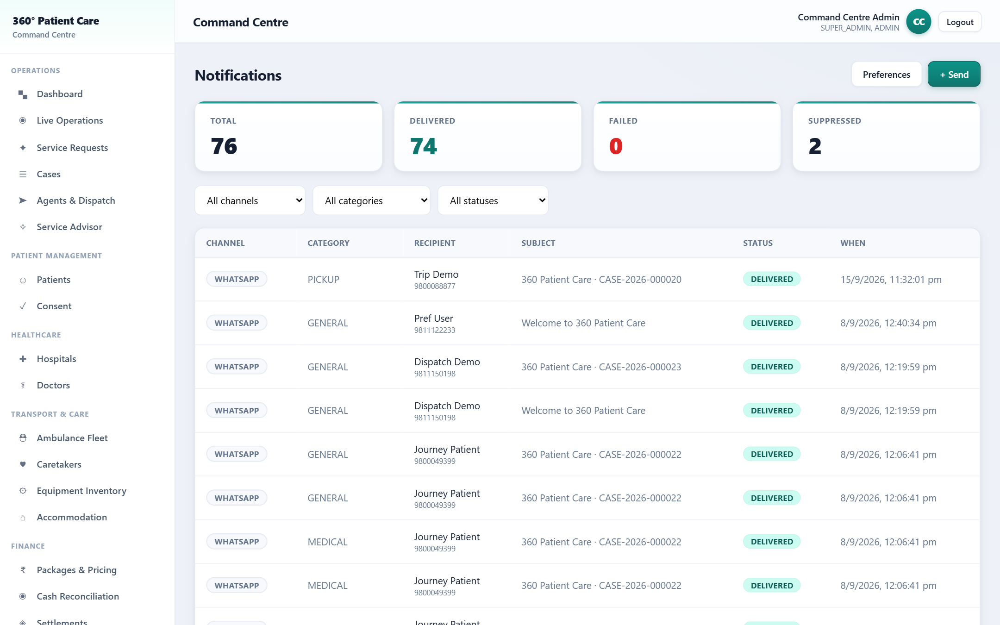 360° Patient Care
Command Centre
OPERATIONS
Dashboard
Live Operations
Service Requests
Cases
Agents & Dispatch
Service Advisor
PATIENT MANAGEMENT
Patients
Consent
HEALTHCARE
Hospitals
Doctors
TRANSPORT & CARE
Ambulance Fleet
Caretakers
Equipment Inventory
Accommodation
FINANCE
₹ Packages & Pricing
Cash Reconciliation
Settlements
Command Centre
Command Centre Admin
SUPER_ADMIN, ADMIN
CC
Logout
Notifications
Preferences
+ Send
TOTAL
76
DELIVERED
74
FAILED
0
SUPPRESSED
2
All channels
All categories
All statuses
CHANNEL CATEGORY RECIPIENT SUBJECT STATUS WHEN
WHATSAPP PICKUP Trip Demo 360 Patient Care · CASE-2026-000020 DELIVERED 15/9/2026, 11:32:01 pm
9800088877
WHATSAPP GENERAL Pref User Welcome to 360 Patient Care DELIVERED 8/9/2026, 12:40:34 pm
9811122233
WHATSAPP GENERAL Dispatch Demo 360 Patient Care · CASE-2026-000023 DELIVERED 8/9/2026, 12:19:59 pm
9811150198
WHATSAPP GENERAL Dispatch Demo Welcome to 360 Patient Care DELIVERED 8/9/2026, 12:19:59 pm
9811150198
WHATSAPP GENERAL Journey Patient 360 Patient Care · CASE-2026-000022 DELIVERED 8/9/2026, 12:06:41 pm
9800049399
WHATSAPP GENERAL Journey Patient 360 Patient Care · CASE-2026-000022 DELIVERED 8/9/2026, 12:06:41 pm
9800049399
WHATSAPP MEDICAL Journey Patient 360 Patient Care · CASE-2026-000022 DELIVERED 8/9/2026, 12:06:41 pm
9800049399
WHATSAPP MEDICAL Journey Patient 360 Patient Care · CASE-2026-000022 DELIVERED 8/9/2026, 12:06:41 pm
9800049399
Journey Patient